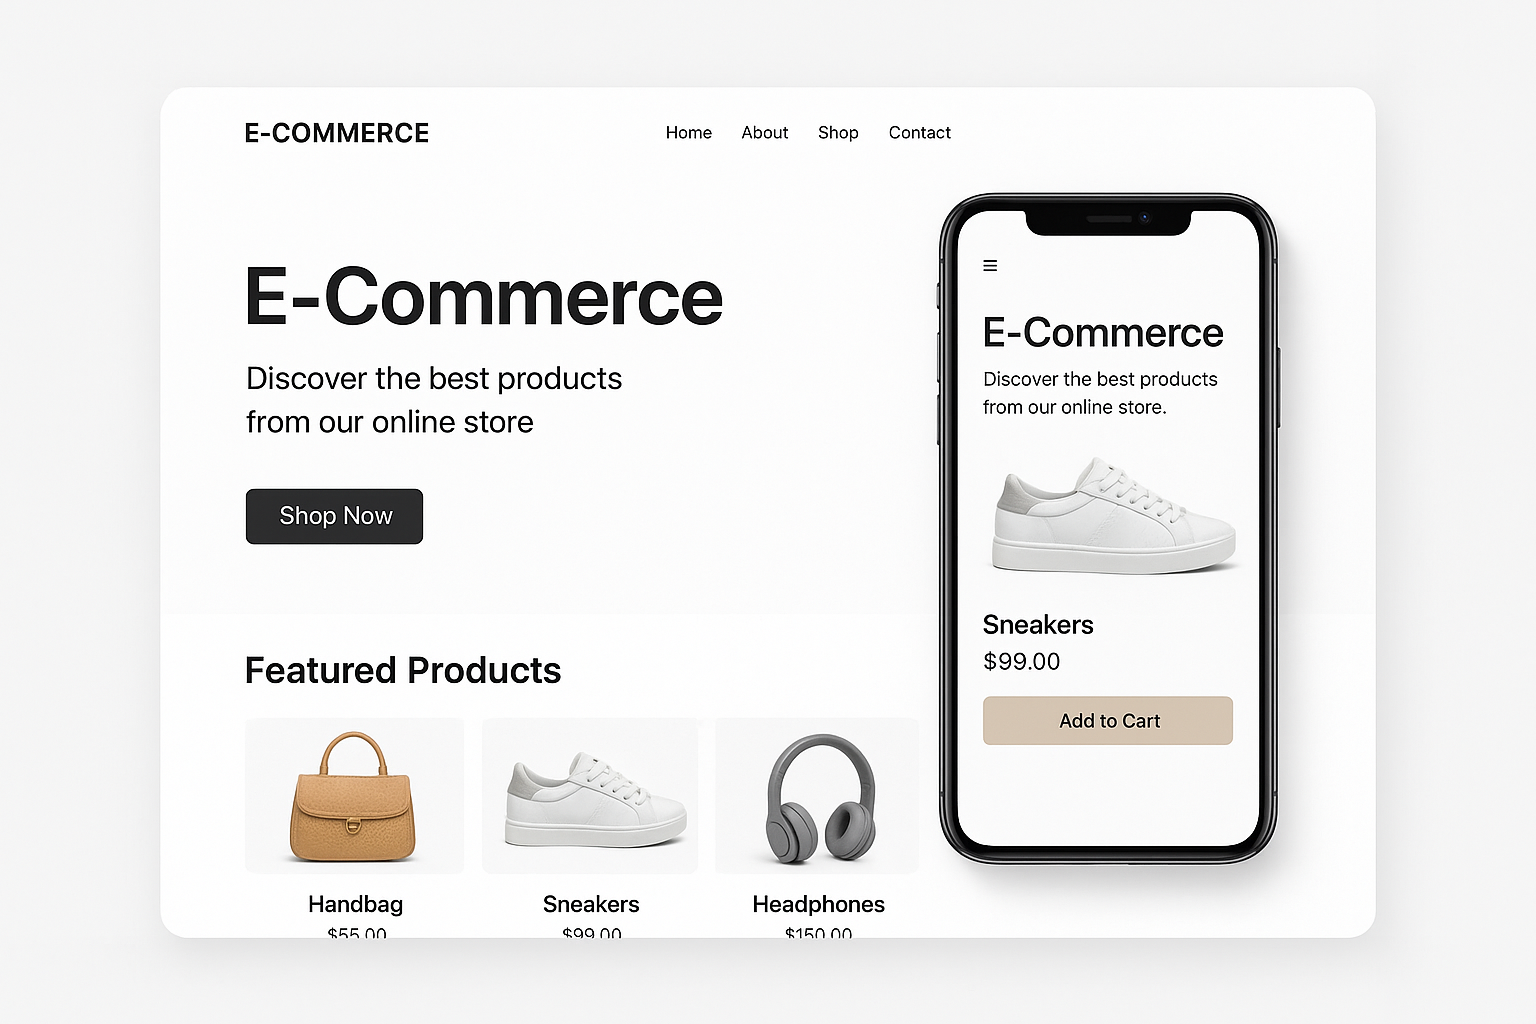 E-COMMERCE
Home About Shop Contact
E-Commerce
Discover the best products
from our online store
Shop Now
Featured Products
Handbag
$55.00
Sneakers
$99.00
Headphones
$150.00
E-Commerce
Discover the best products
from our online store.
Sneakers
$99.00
Add to Cart